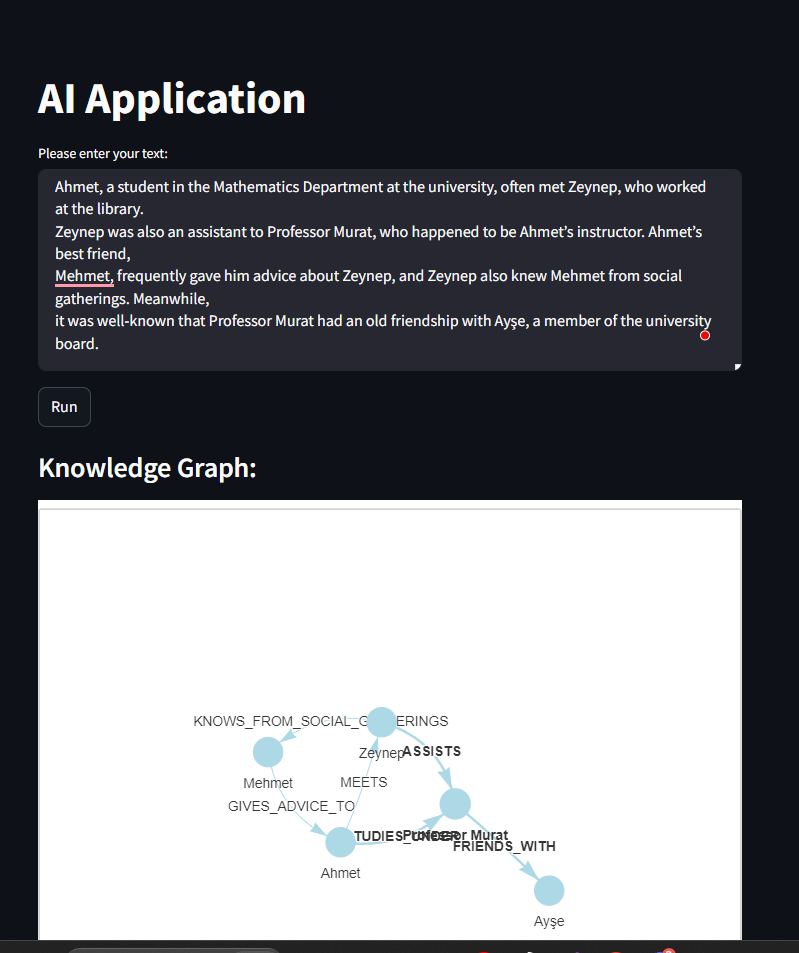 AI Application
Please enter your text:
Ahmet, a student in the Mathematics Department at the university, often met Zeynep, who worked
at the library.
Zeynep was also an assistant to Professor Murat, who happened to be Ahmet’s instructor. Ahmet’s
best friend,
Mehmet, frequently gave him advice about Zeynep, and Zeynep also knew Mehmet from social
gatherings. Meanwhile,
it was well-known that Professor Murat had an old friendship with Ayşe, a member of the university
board.
Run
Knowledge Graph:
KNOWS_FROM_SOCIAL_G ERINGS
Zeynep
ASSISTS
Mehmet
MEETS
GIVES_ADVICE_TO
TUDIES_UNDER
Professor Murat
FRIENDS_WITH
Ahmet
Ayşe